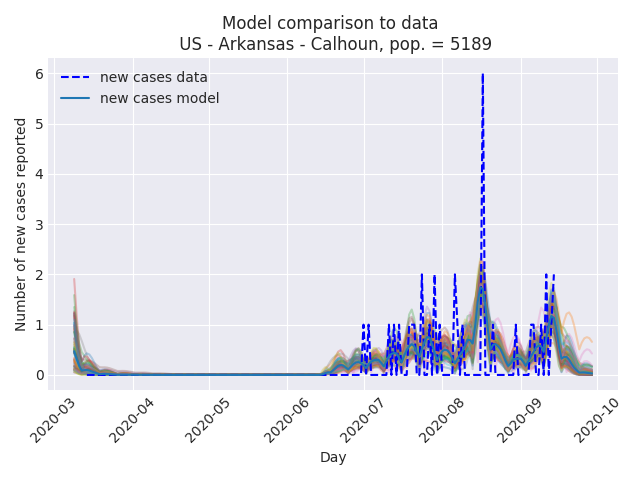 Model comparison to data
US - Arkansas - Calhoun, pop. = 5189
new cases data
new cases model
Number of new cases reported
6
5
4
3
2
1
0
2020-03
2020-04
2020-05
2020-06
2020-07
2020-08
2020-09
2020-10
Day